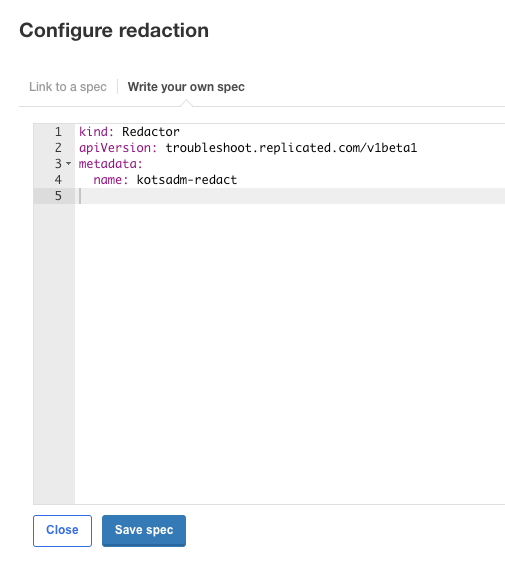 Configure redaction
Link to a spec Write your own spec
1 kind: Redactor
2 apiVersion: troubleshoot.replicated.com/v1beta1
3 metadata:
4   name: kotsadm-redact
5
Close Save spec